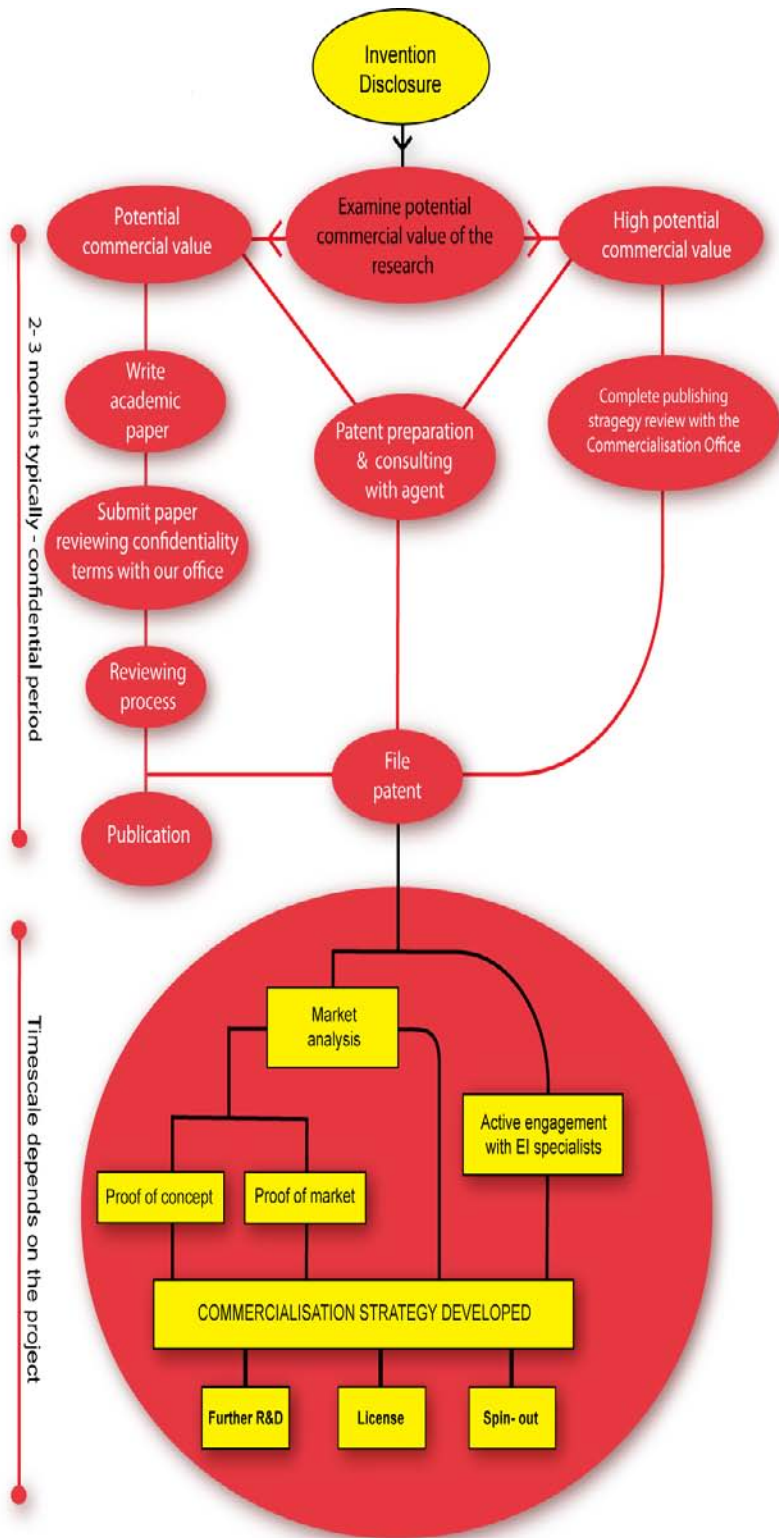 Invention
Disclosure
Potential
commercial value
Examine potential
commercial value of the
research
High potential
commercial value
2- 3 months typically - confidential period
Write
academic
paper
Patent preparation
& consulting
with agent
Complete publishing
stragegy review with the
Commercialisation Office
Submit paper
reviewing confidentiality
terms with our office
Reviewing
process
File
patent
Publication
Timescale depends on the project
Market
analysis
Active engagement
with EI specialists
Proof of concept
Proof of market
COMMERCIALISATION STRATEGY DEVELOPED
Further R&D
License
Spin- out